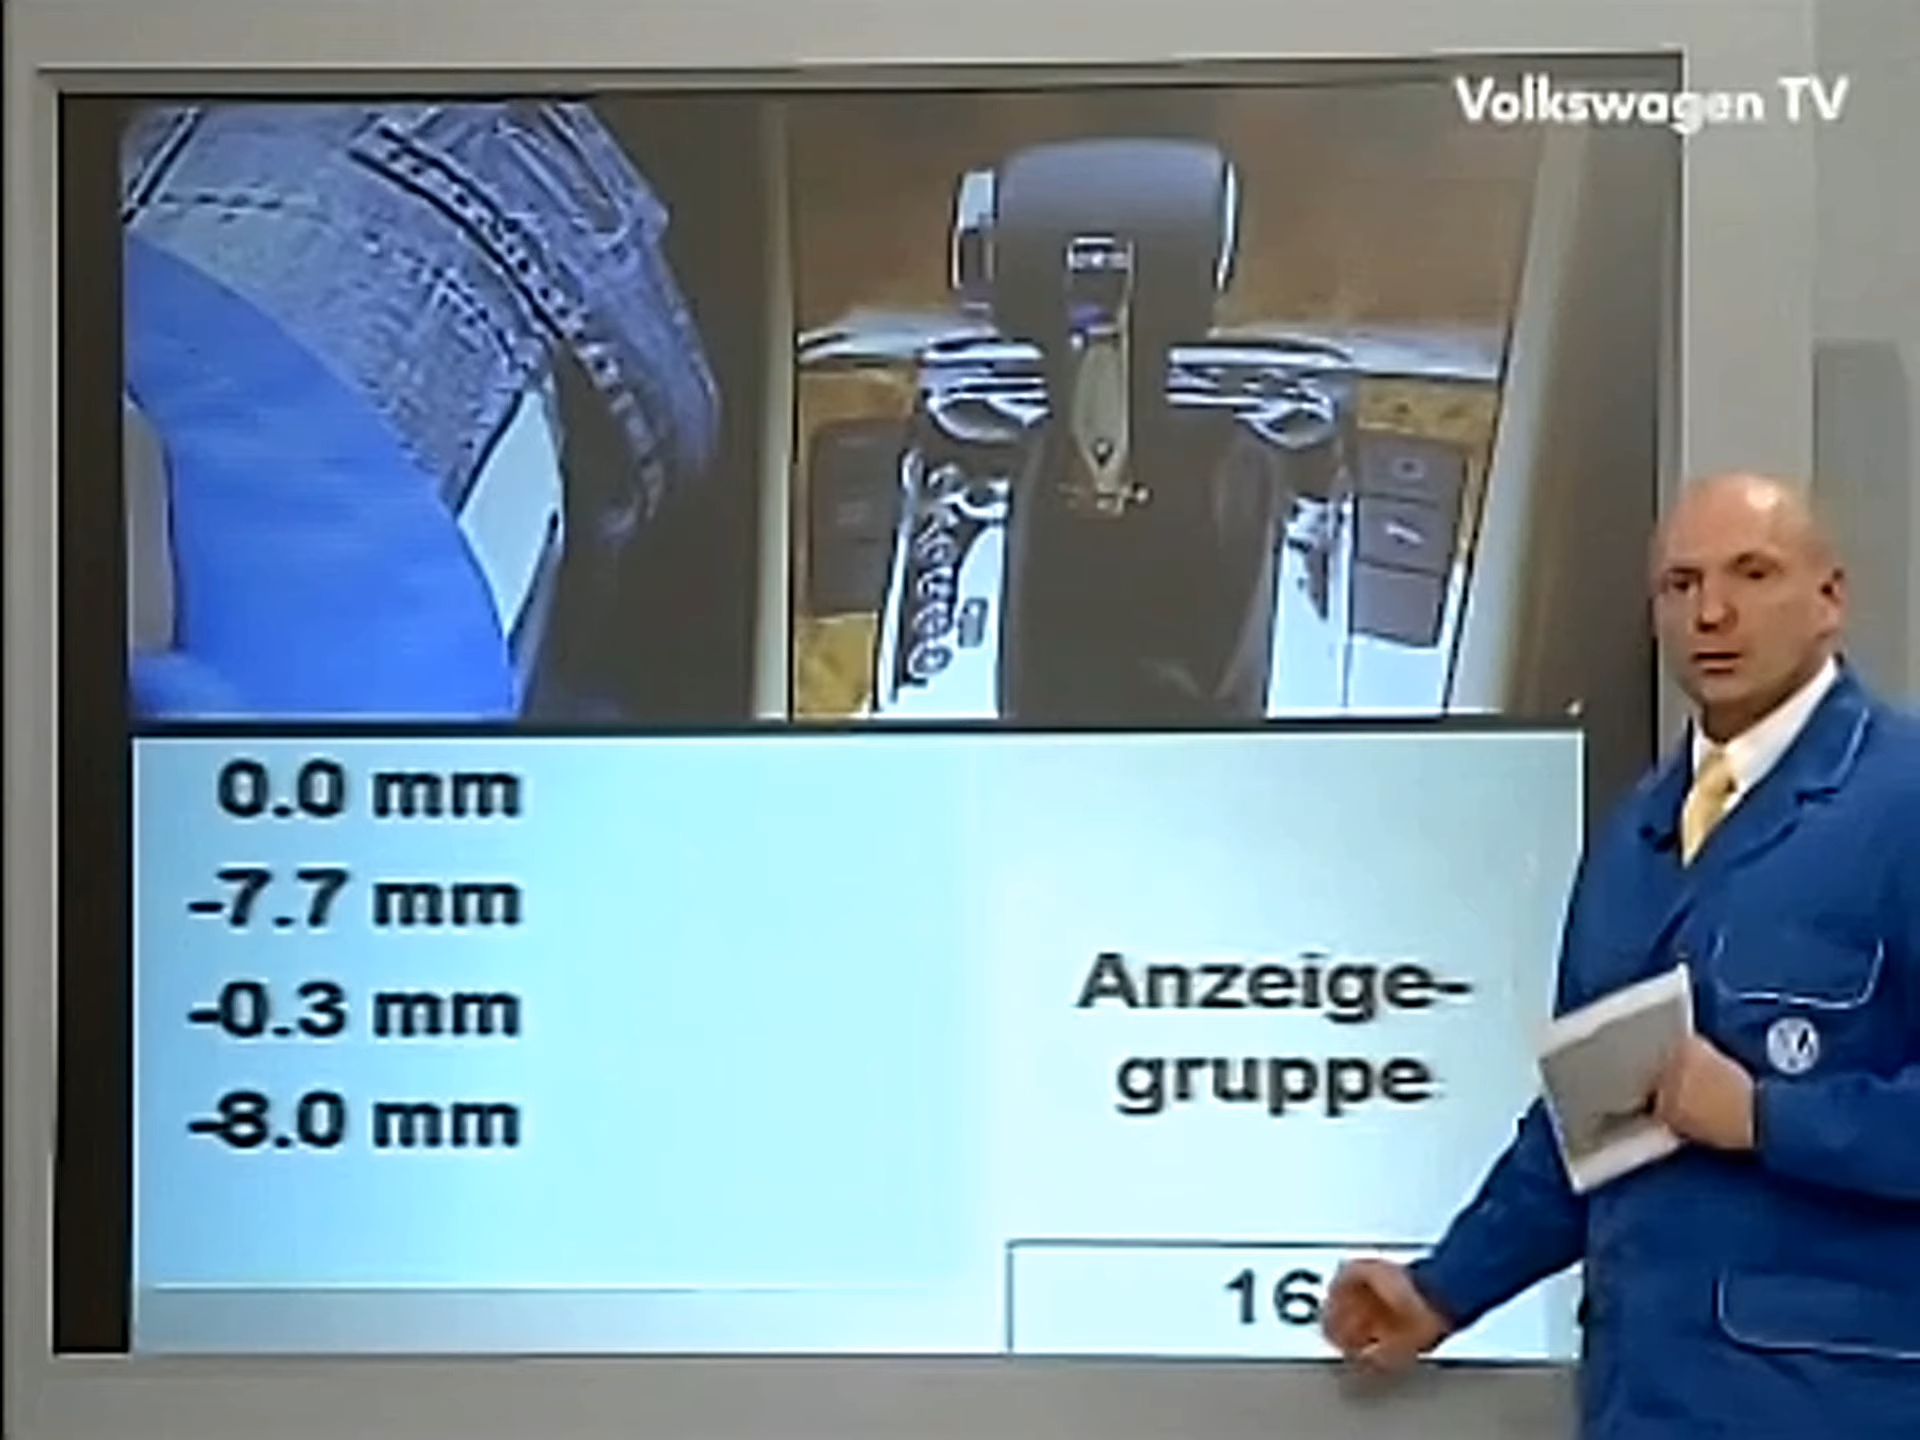 Volkswagen TV
0.0 mm
-7.7 mm
-0.3 mm
-8.0 mm
Anzeige-
gruppe
16